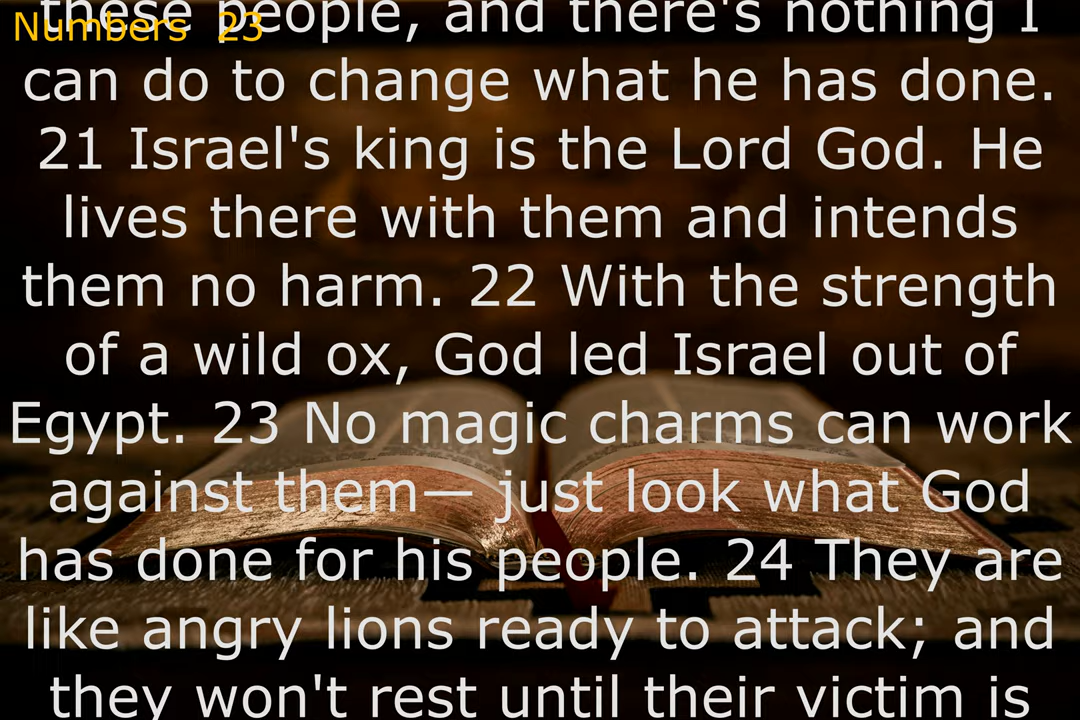 Numbers 23
these people, and there's nothing I
can do to change what he has done.
21 Israel's king is the Lord God. He
lives there with them and intends
them no harm. 22 With the strength
of a wild ox, God led Israel out of
Egypt. 23 No magic charms can work
against them— just look what God
has done for his people. 24 They are
like angry lions ready to attack; and
they won't rest until their victim is